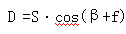 D =S · cos(β+f)